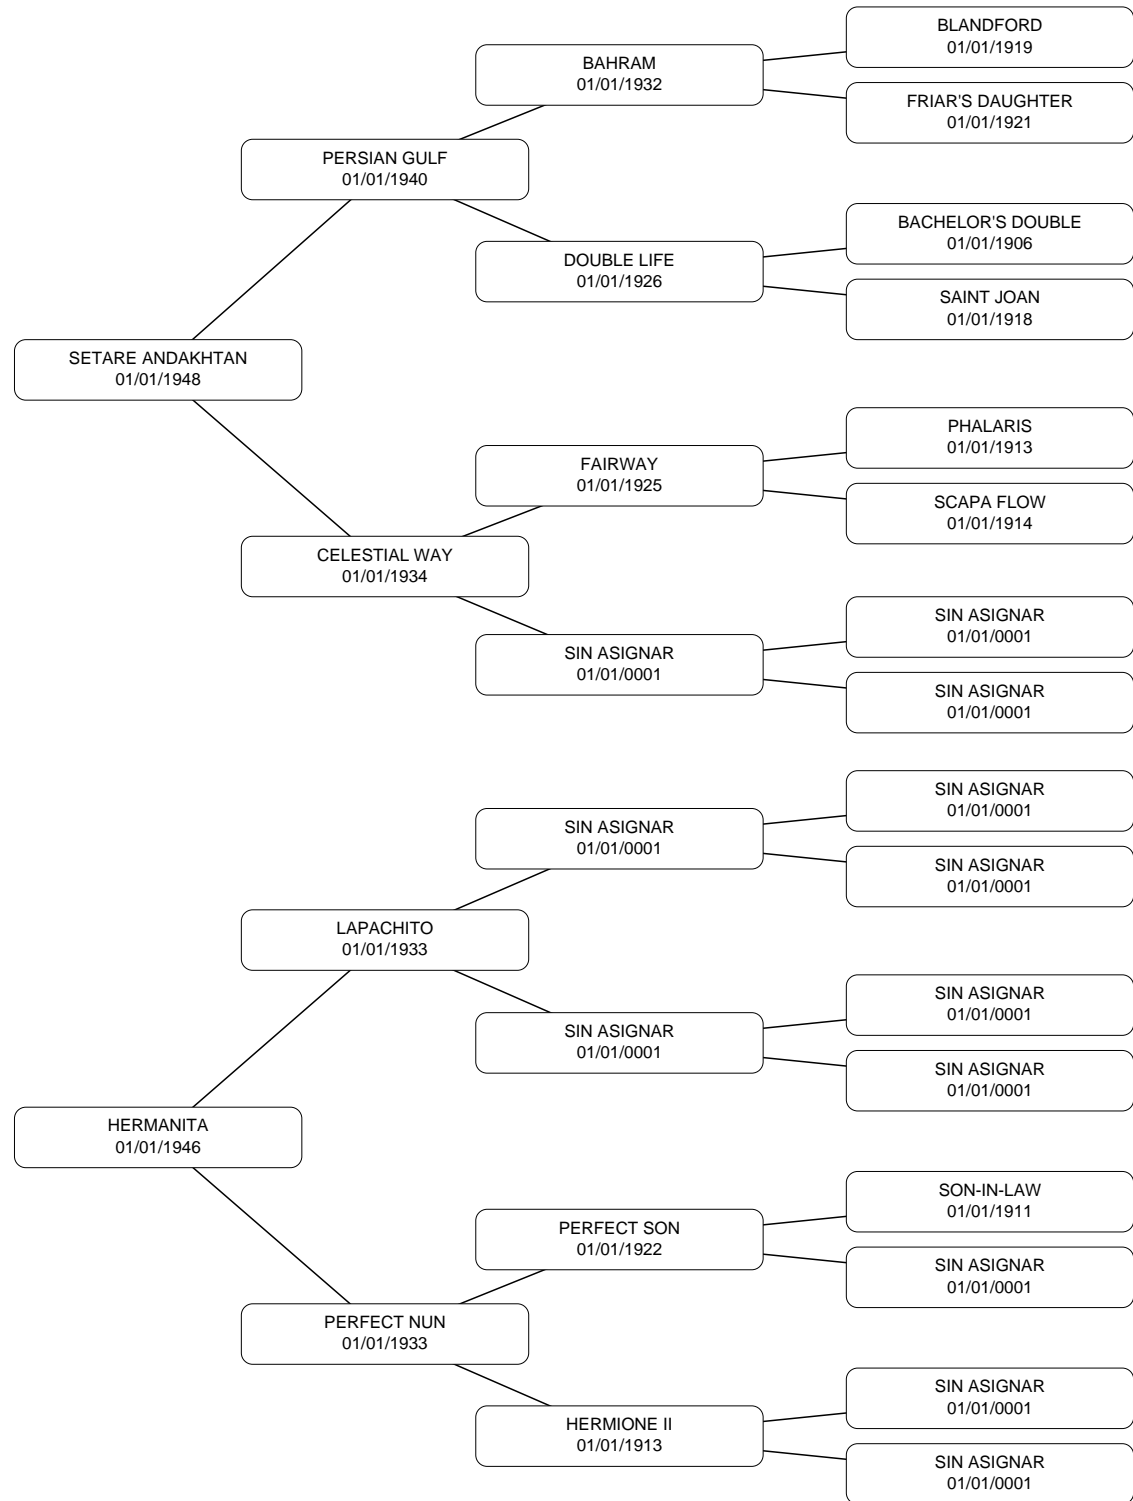 BLANDFORD
01/01/1919
BAHRAM
01/01/1932
FRIAR'S DAUGHTER
01/01/1921
PERSIAN GULF
01/01/1940
BACHELOR'S DOUBLE
01/01/1906
DOUBLE LIFE
01/01/1926
SAINT JOAN
01/01/1918
SETARE ANDAKHTAN
01/01/1948
PHALARIS
01/01/1913
FAIRWAY
01/01/1925
SCAPA FLOW
01/01/1914
CELESTIAL WAY
01/01/1934
SIN ASIGNAR
01/01/0001
SIN ASIGNAR
01/01/0001
SIN ASIGNAR
01/01/0001
SIN ASIGNAR
01/01/0001
SIN ASIGNAR
01/01/0001
SIN ASIGNAR
01/01/0001
LAPACHITO
01/01/1933
SIN ASIGNAR
01/01/0001
SIN ASIGNAR
01/01/0001
SIN ASIGNAR
01/01/0001
HERMANITA
01/01/1946
SON-IN-LAW
01/01/1911
PERFECT SON
01/01/1922
SIN ASIGNAR
01/01/0001
PERFECT NUN
01/01/1933
SIN ASIGNAR
01/01/0001
HERMIONE II
01/01/1913
SIN ASIGNAR
01/01/0001